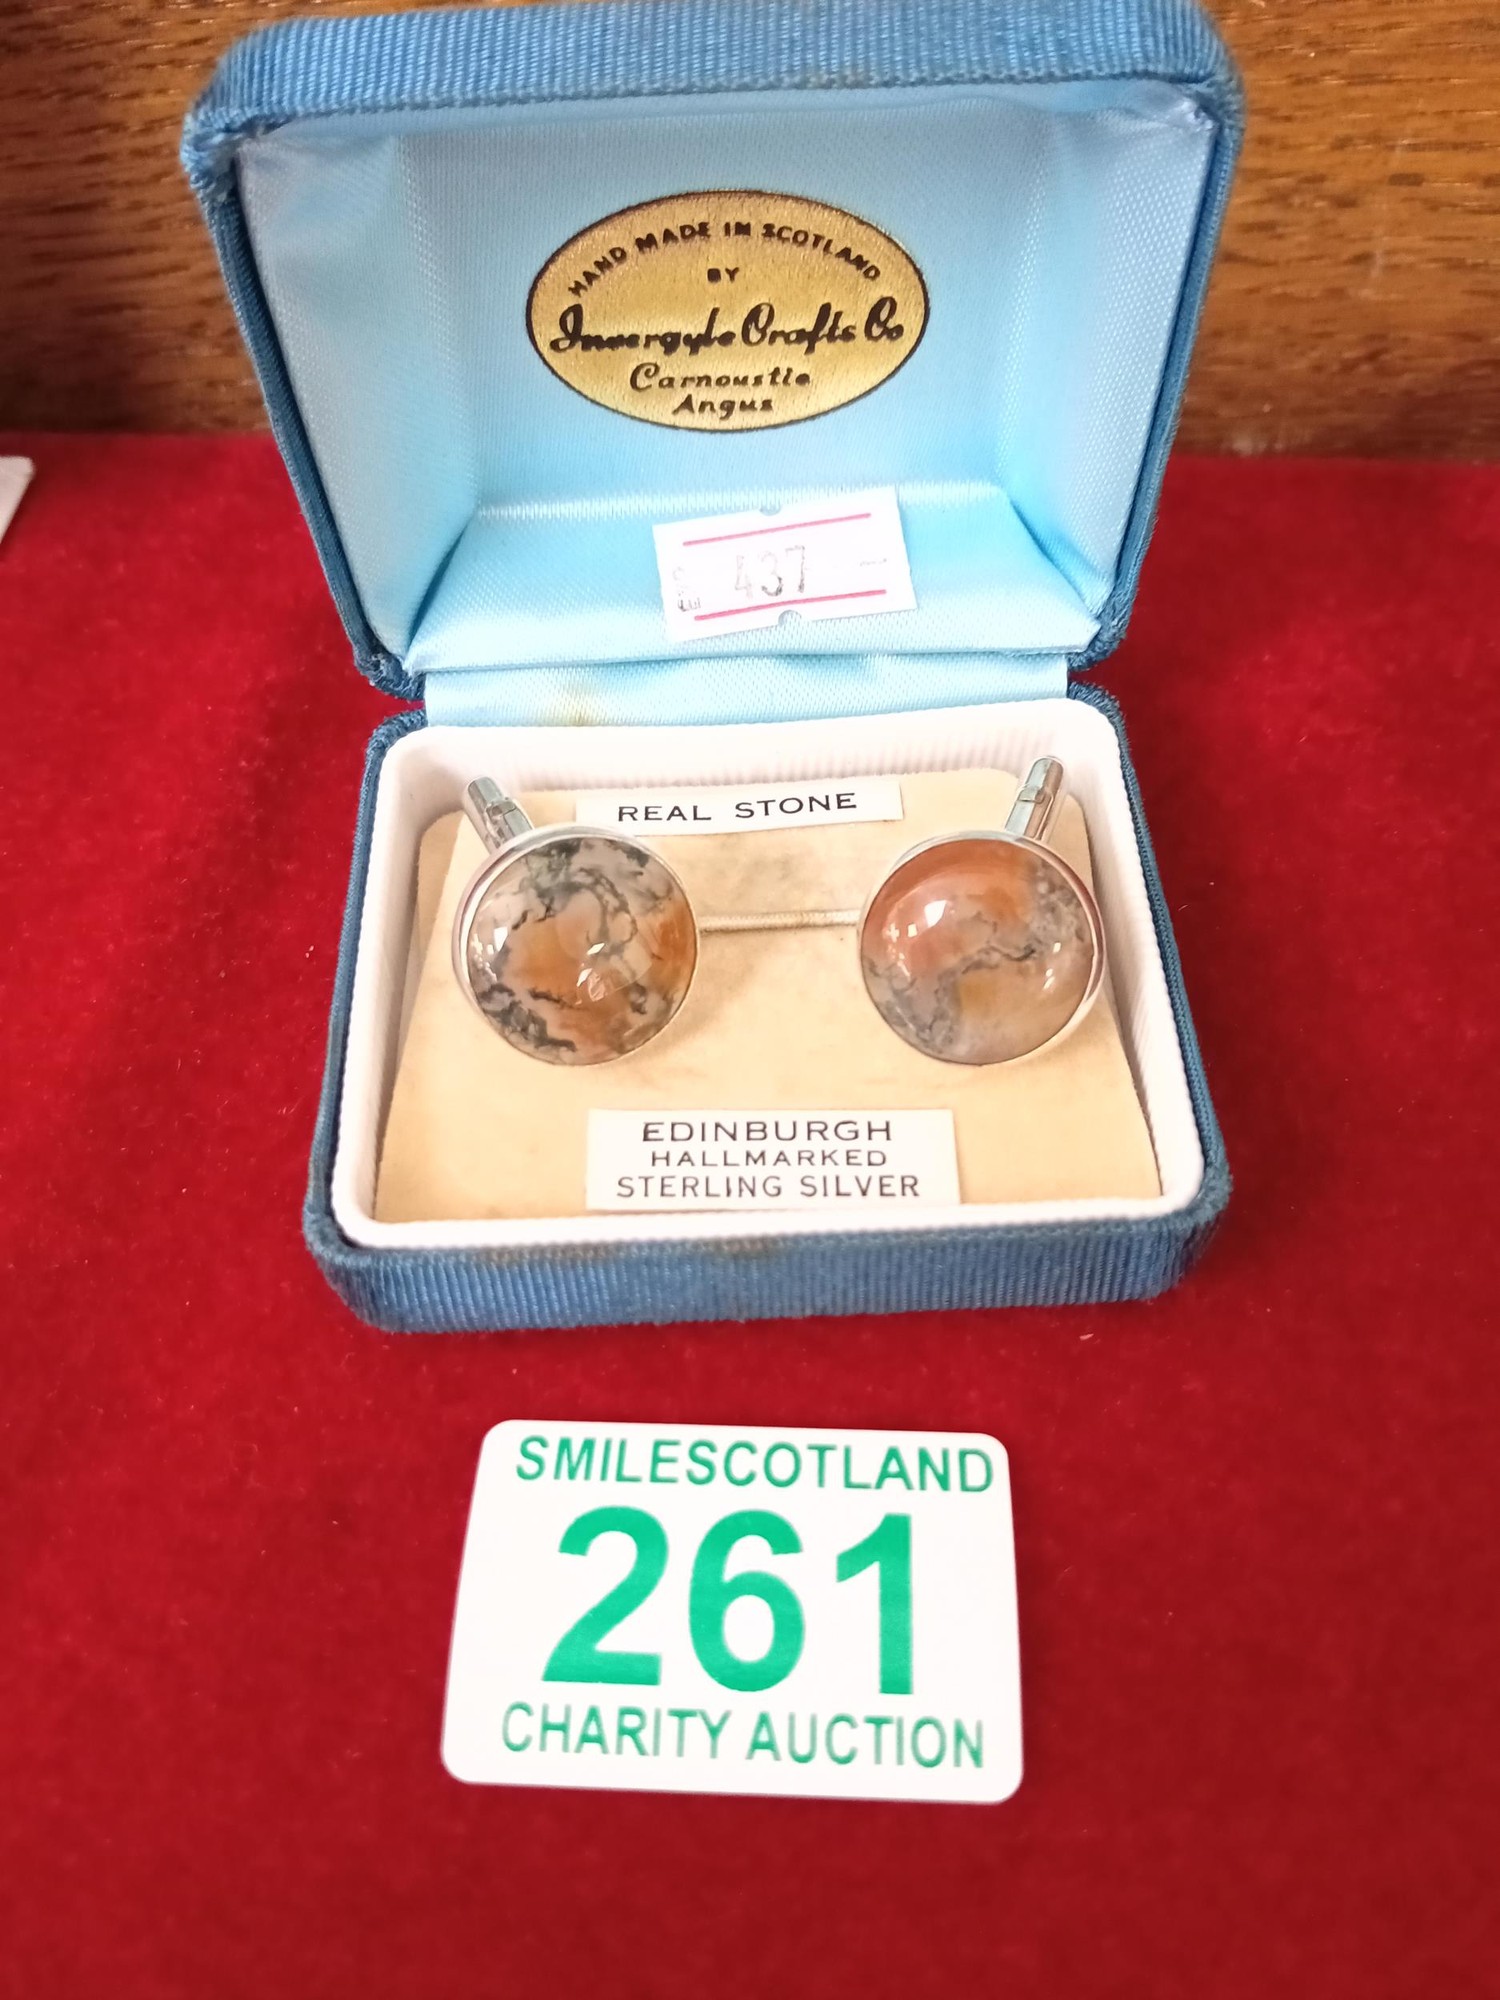 HAND MADE IN SCOTLAND
BY
Invergyle Crafts Co
Carnoustie
Angus
437
REAL STONE
EDINBURGH
HALLMARKED
STERLING SILVER
SMILESCOTLAND
261
CHARITY AUCTION